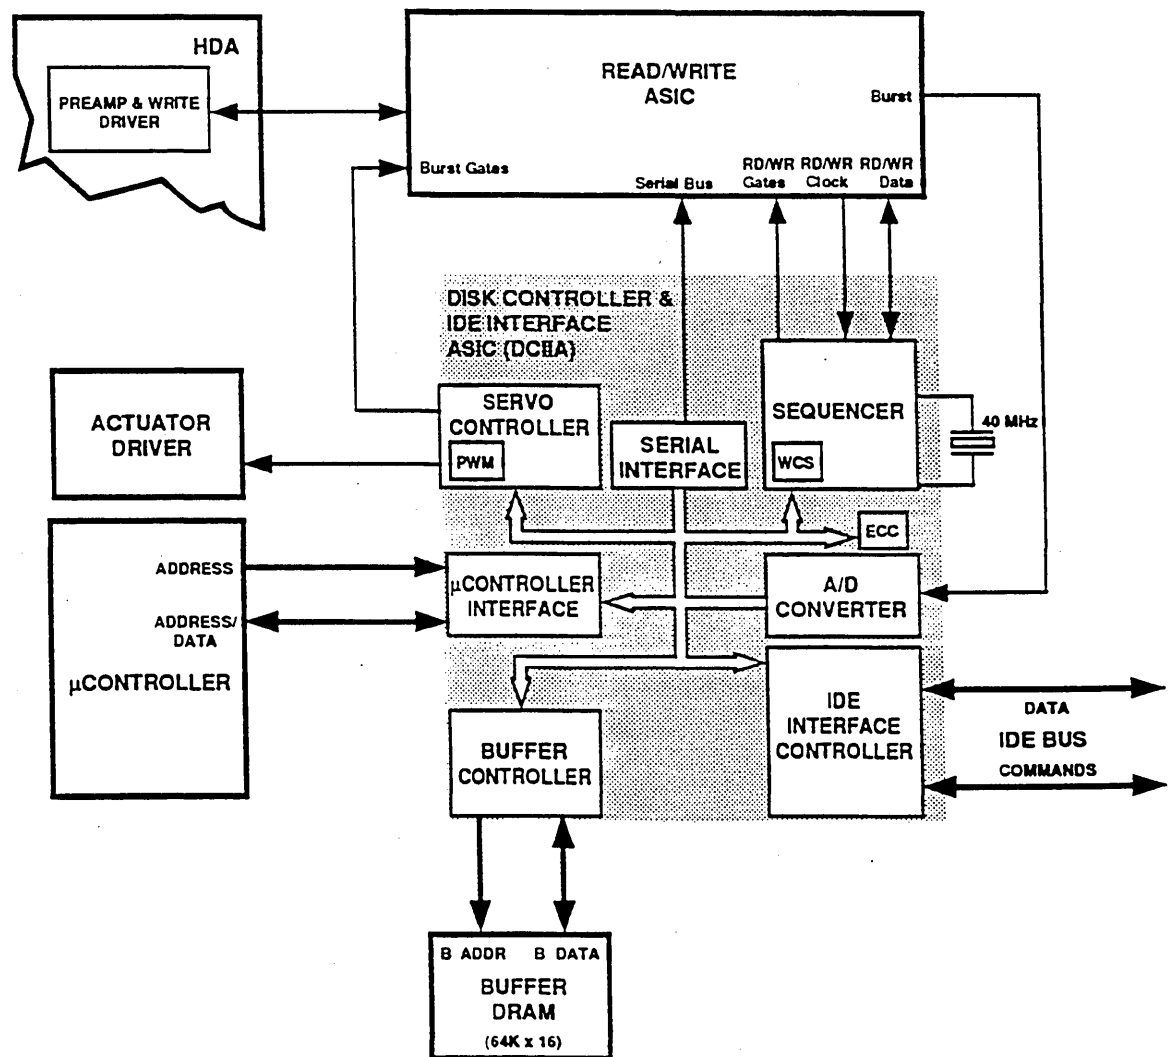 HDA
PREAMP & WRITE
DRIVER
READ/WRITE
ASIC
Burst
Burst Gates
Serial Bus
RD/WR
Gates
RD/WR
Clock
RD/WR
Data
DISK CONTROLLER &
IDE INTERFACE
ASIC (DCIIA)
SERVO
CONTROLLER
PWM
SERIAL
INTERFACE
SEQUENCER
WCS
40 MHz
ACTUATOR
DRIVER
ECC
ADDRESS
ADDRESS/
DATA
µCONTROLLER
µCONTROLLER
INTERFACE
A/D
CONVERTER
BUFFER
CONTROLLER
IDE
INTERFACE
CONTROLLER
DATA
IDE BUS
COMMANDS
B ADDR
B DATA
BUFFER
DRAM
(64K x 16)